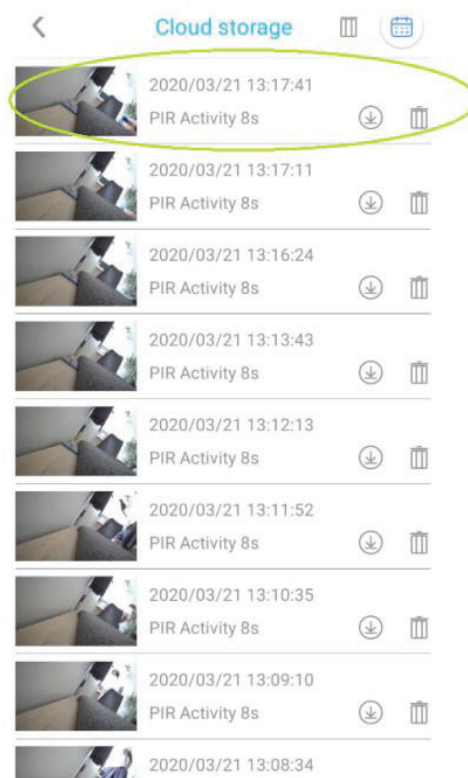 Cloud storage
2020/03/21 13:17:41
PIR Activity 8s
2020/03/21 13:17:11
PIR Activity 8s
2020/03/21 13:16:24
PIR Activity 8s
2020/03/21 13:13:43
PIR Activity 8s
2020/03/21 13:12:13
PIR Activity 8s
2020/03/21 13:11:52
PIR Activity 8s
2020/03/21 13:10:35
PIR Activity 8s
2020/03/21 13:09:10
PIR Activity 8s
2020/03/21 13:08:34